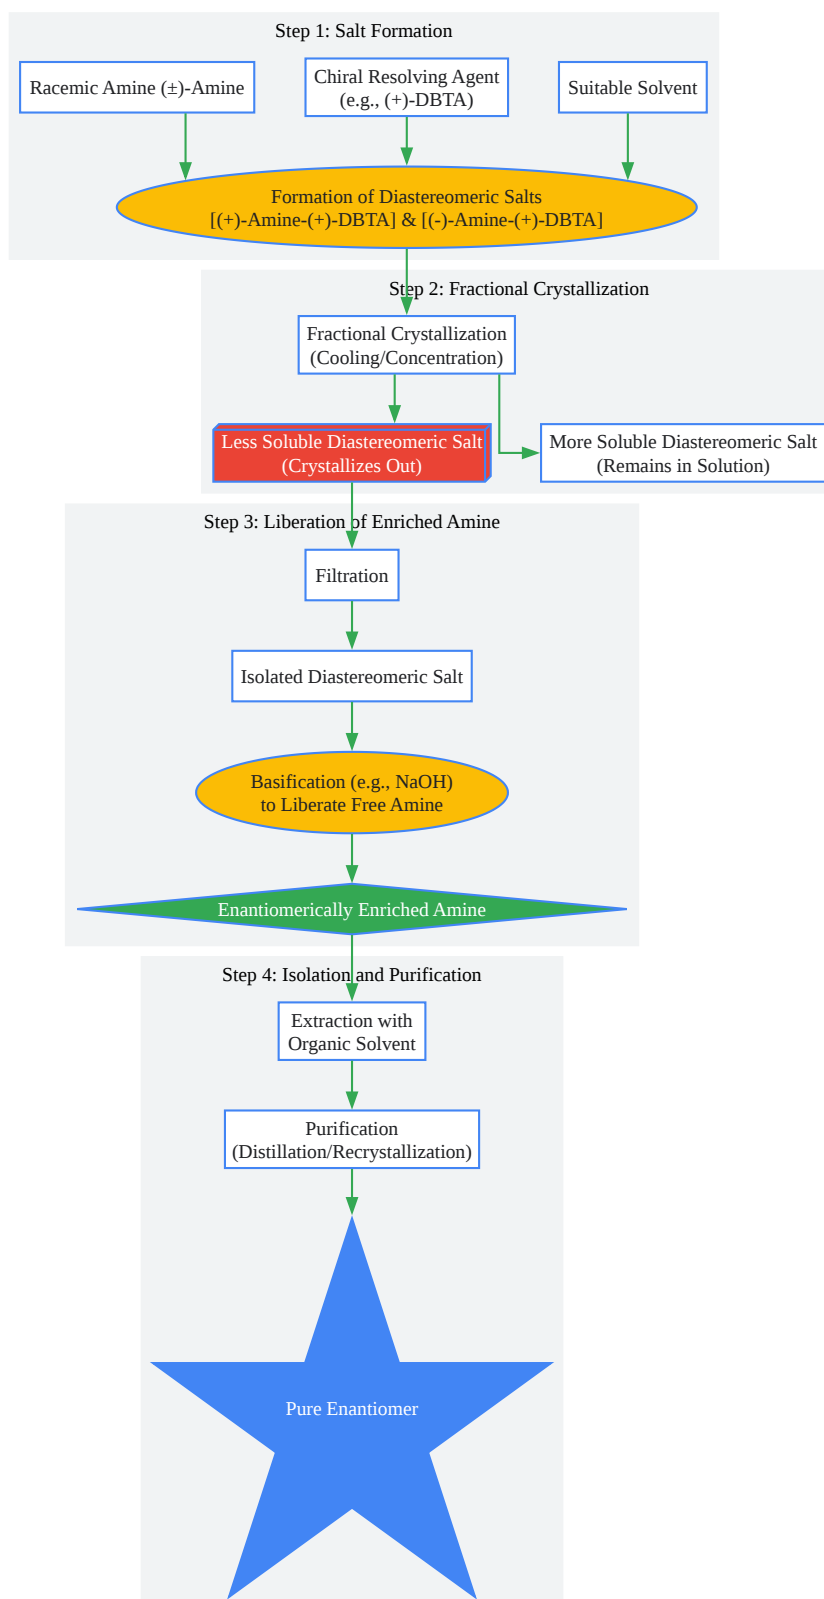 Step 1: Salt Formation
Racemic Amine (±)-Amine
Chiral Resolving Agent
(e.g., (+)-DBTA)
Suitable Solvent
Formation of Diastereomeric Salts
[(+)-Amine-(+)-DBTA] & [(-)-Amine-(+)-DBTA]
Step 2: Fractional Crystallization
Fractional Crystallization
(Cooling/Concentration)
Less Soluble Diastereomeric Salt
(Crystallizes Out)
More Soluble Diastereomeric Salt
(Remains in Solution)
Step 3: Liberation of Enriched Amine
Filtration
Isolated Diastereomeric Salt
Basification (e.g., NaOH)
to Liberate Free Amine
Enantiomerically Enriched Amine
Step 4: Isolation and Purification
Extraction with
Organic Solvent
Purification
(Distillation/Recrystallization)
Pure Enantiomer